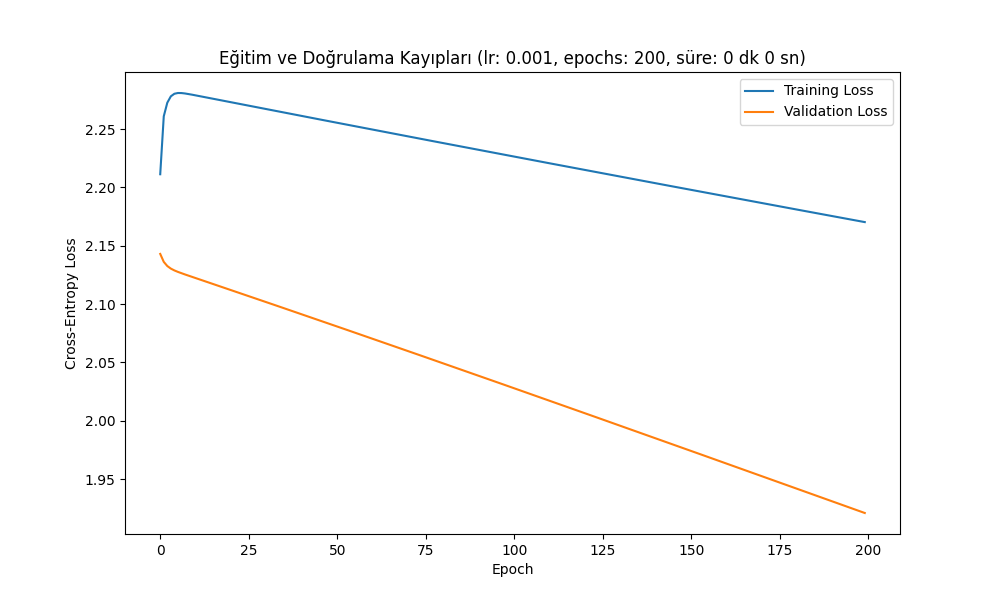 Eğitim ve Doğrulama Kayıpları (lr: 0.001, epochs: 200, süre: 0 dk 0 sn)
Training Loss
Validation Loss
Cross-Entropy Loss
2.25
2.20
2.15
2.10
2.05
2.00
1.95
0 25 50 75 100 125 150 175 200
Epoch